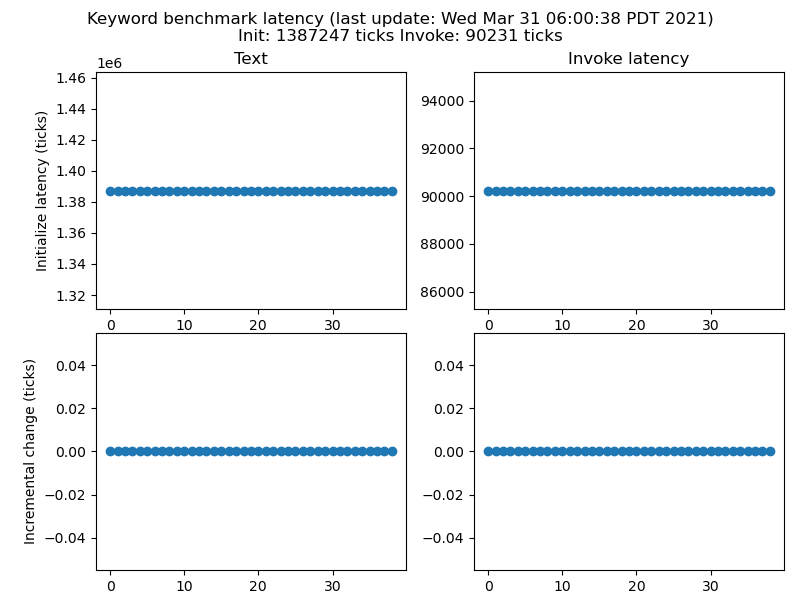 Keyword benchmark latency (last update: Wed Mar 31 06:00:38 PDT 2021)
Init: 1387247 ticks Invoke: 90231 ticks
Text
Invoke latency
1e6
1.46
1.44
1.42
1.40
1.38
1.36
1.34
1.32
Initialize latency (ticks)
0 10 20 30
94000
92000
90000
88000
86000
0 10 20 30
0.04
0.02
0.00
−0.02
−0.04
Incremental change (ticks)
0 10 20 30
0.04
0.02
0.00
−0.02
−0.04
0 10 20 30